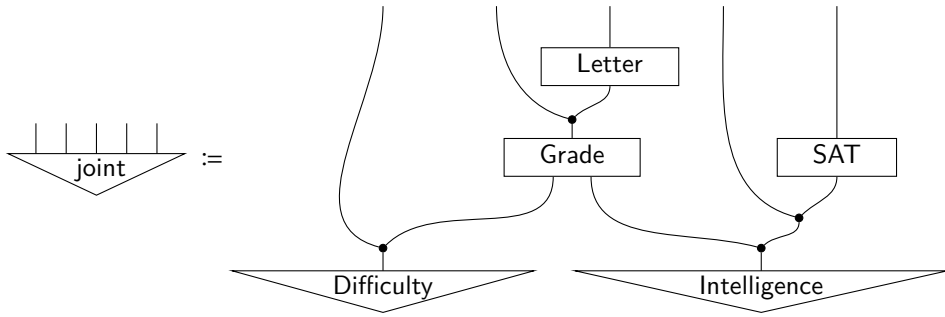 Letter
Grade
SAT
joint
:=
Difficulty
Intelligence